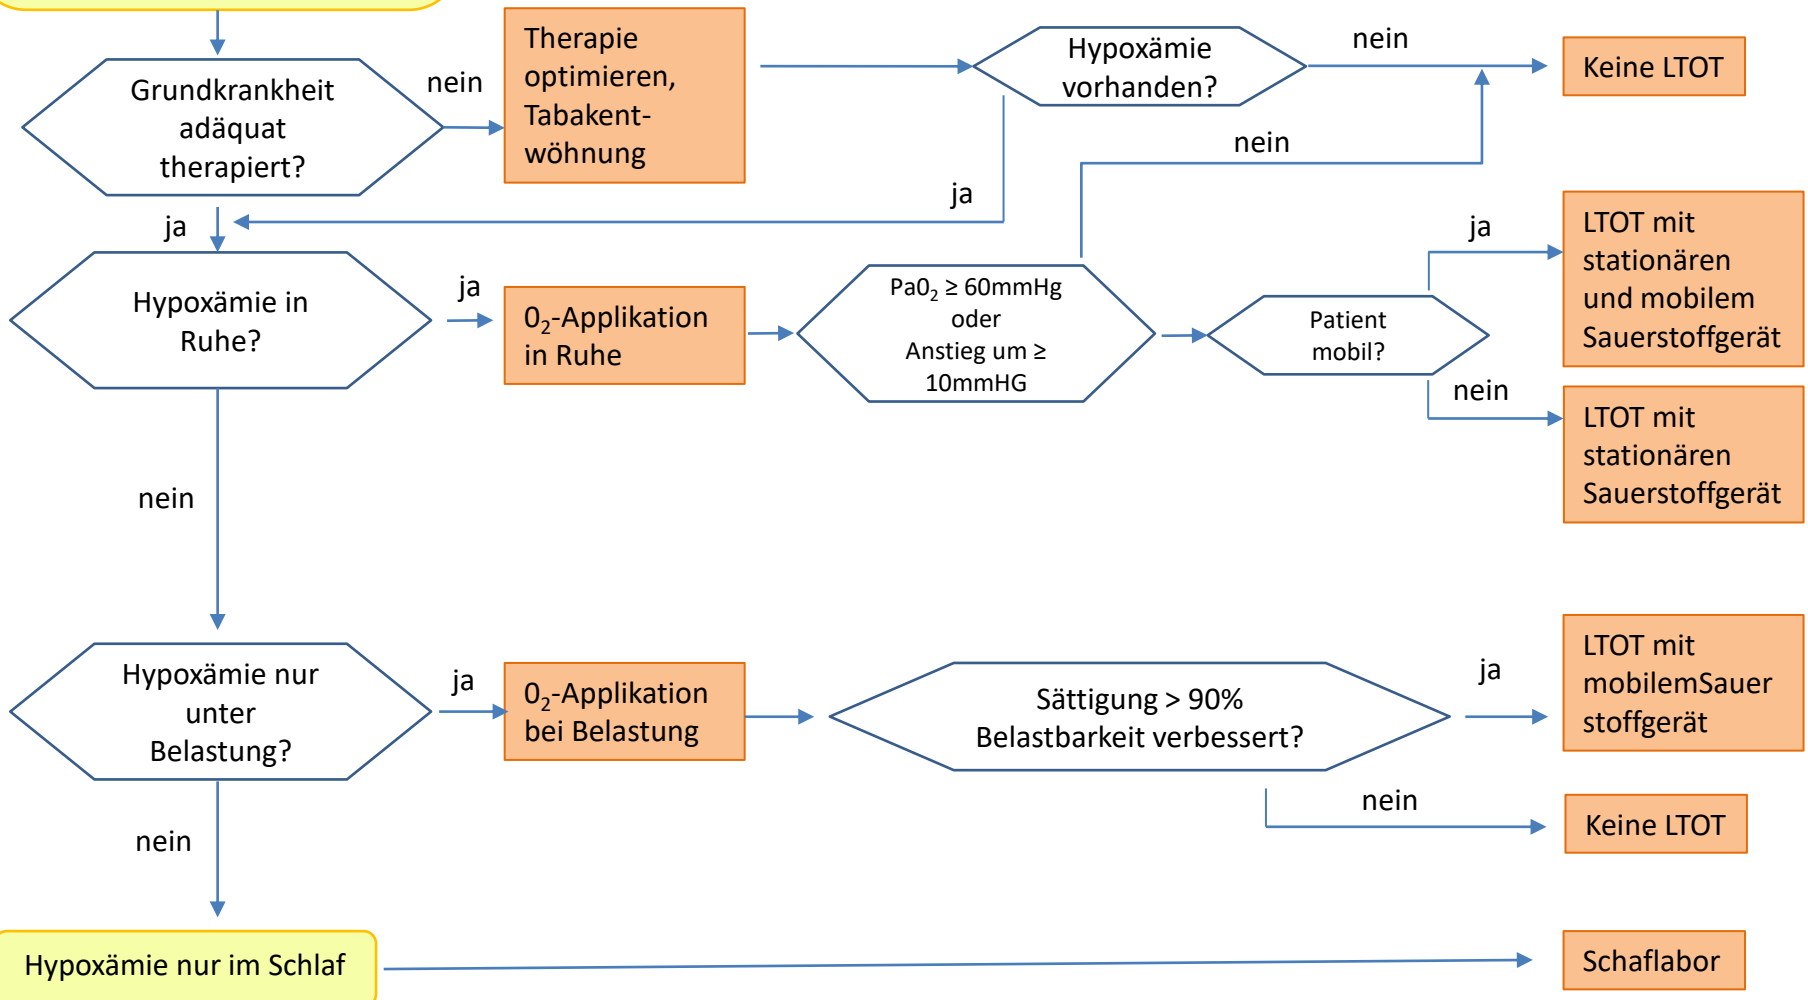 Grundkrankheit
adäquat
therapiert?
nein
Therapie
optimieren,
Tabakent-
wöhnung
Hypoxämie
vorhanden?
nein
Keine LTOT
nein
ja
ja
Hypoxämie in
Ruhe?
ja
0₂-Applikation
in Ruhe
Pa0₂ ≥ 60mmHg
oder
Anstieg um ≥
10mmHG
Patient
mobil?
ja
LTOT mit
stationären
und mobilem
Sauerstoffgerät
nein
LTOT mit
stationären
Sauerstoffgerät
nein
Hypoxämie nur
unter
Belastung?
ja
0₂-Applikation
bei Belastung
Sättigung > 90%
Belastbarkeit verbessert?
ja
LTOT mit
mobilemSauer
stoffgerät
nein
Keine LTOT
nein
Hypoxämie nur im Schlaf
Schaflabor